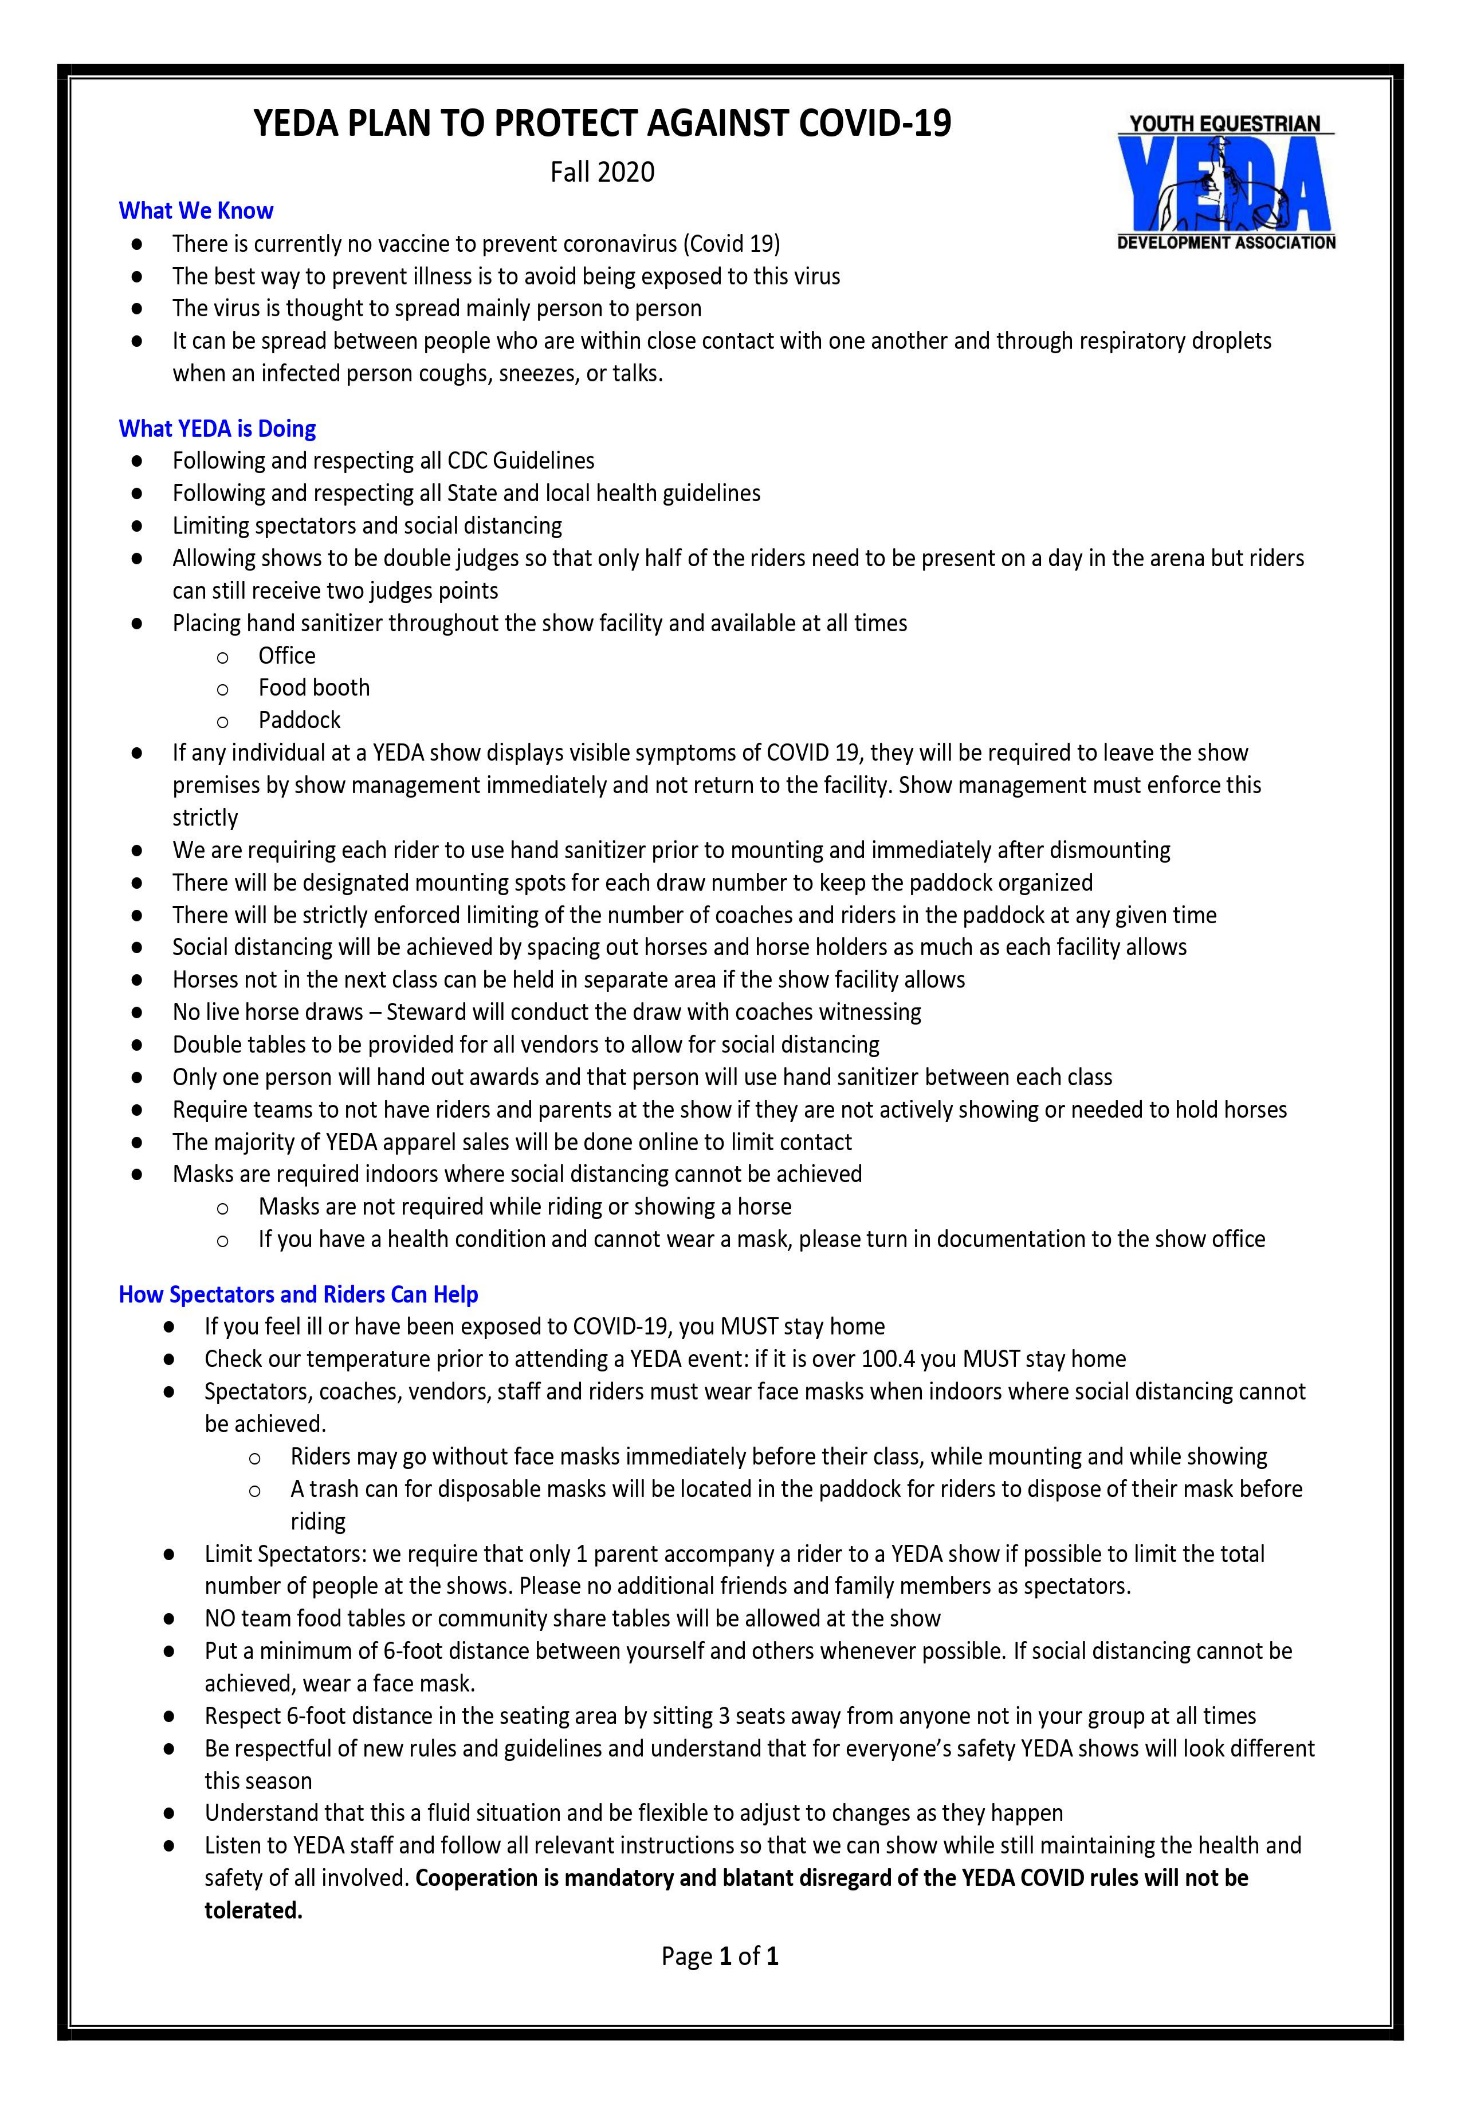 YEDA PLAN TO PROTECT AGAINST COVID-19
Fall 2020
YOUTH EQUESTRIAN
YEDA
DEVELOPMENT ASSOCIATION
What We Know
● There is currently no vaccine to prevent coronavirus (Covid 19)
● The best way to prevent illness is to avoid being exposed to this virus
● The virus is thought to spread mainly person to person
● It can be spread between people who are within close contact with one another and through respiratory droplets
when an infected person coughs, sneezes, or talks.
What YEDA is Doing
● Following and respecting all CDC Guidelines
● Following and respecting all State and local health guidelines
● Limiting spectators and social distancing
● Allowing shows to be double judges so that only half of the riders need to be present on a day in the arena but riders
can still receive two judges points
● Placing hand sanitizer throughout the show facility and available at all times
○ Office
○ Food booth
○ Paddock
● If any individual at a YEDA show displays visible symptoms of COVID 19, they will be required to leave the show
premises by show management immediately and not return to the facility. Show management must enforce this
strictly
● We are requiring each rider to use hand sanitizer prior to mounting and immediately after dismounting
● There will be designated mounting spots for each draw number to keep the paddock organized
● There will be strictly enforced limiting of the number of coaches and riders in the paddock at any given time
● Social distancing will be achieved by spacing out horses and horse holders as much as each facility allows
● Horses not in the next class can be held in separate area if the show facility allows
● No live horse draws – Steward will conduct the draw with coaches witnessing
● Double tables to be provided for all vendors to allow for social distancing
● Only one person will hand out awards and that person will use hand sanitizer between each class
● Require teams to not have riders and parents at the show if they are not actively showing or needed to hold horses
● The majority of YEDA apparel sales will be done online to limit contact
● Masks are required indoors where social distancing cannot be achieved
○ Masks are not required while riding or showing a horse
○ If you have a health condition and cannot wear a mask, please turn in documentation to the show office
How Spectators and Riders Can Help
● If you feel ill or have been exposed to COVID-19, you MUST stay home
● Check our temperature prior to attending a YEDA event: if it is over 100.4 you MUST stay home
● Spectators, coaches, vendors, staff and riders must wear face masks when indoors where social distancing cannot
be achieved.
○ Riders may go without face masks immediately before their class, while mounting and while showing
○ A trash can for disposable masks will be located in the paddock for riders to dispose of their mask before
riding
● Limit Spectators: we require that only 1 parent accompany a rider to a YEDA show if possible to limit the total
number of people at the shows. Please no additional friends and family members as spectators.
● NO team food tables or community share tables will be allowed at the show
● Put a minimum of 6-foot distance between yourself and others whenever possible. If social distancing cannot be
achieved, wear a face mask.
● Respect 6-foot distance in the seating area by sitting 3 seats away from anyone not in your group at all times
● Be respectful of new rules and guidelines and understand that for everyone’s safety YEDA shows will look different
this season
● Understand that this a fluid situation and be flexible to adjust to changes as they happen
● Listen to YEDA staff and follow all relevant instructions so that we can show while still maintaining the health and
safety of all involved. Cooperation is mandatory and blatant disregard of the YEDA COVID rules will not be
tolerated.
Page 1 of 1